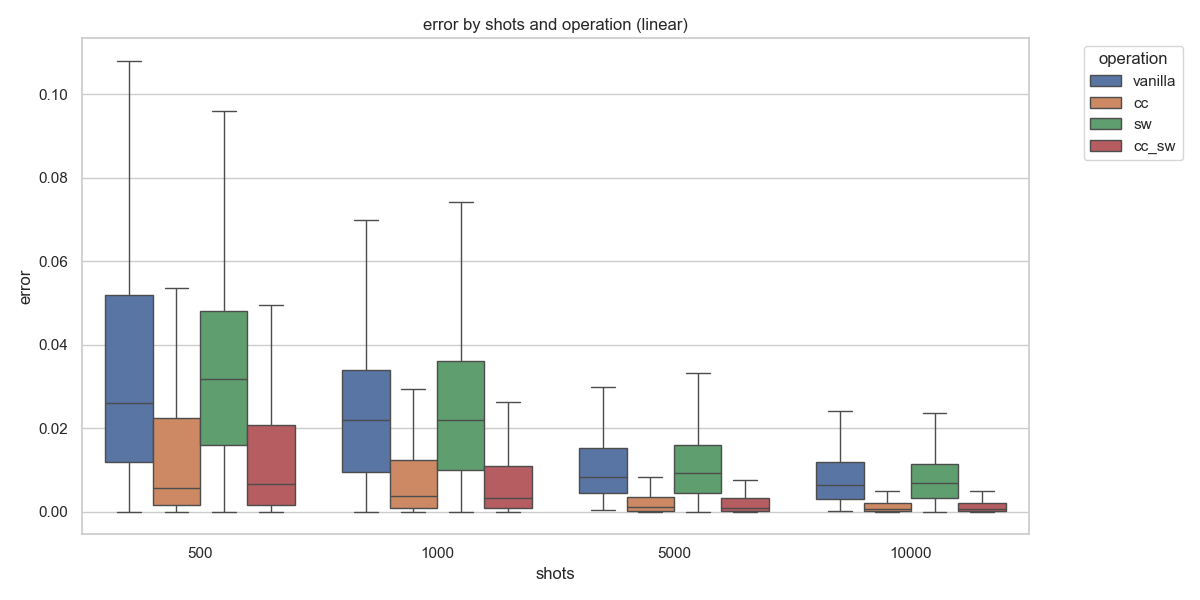 error by shots and operation (linear)
operation
vanilla
cc
sw
cc_sw
error
0.10
0.08
0.06
0.04
0.02
0.00
500 1000 5000 10000
shots